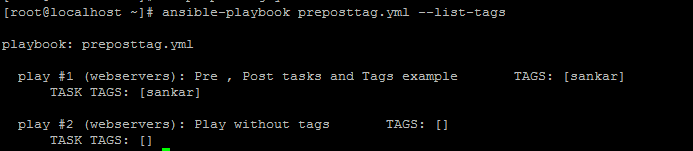 [root@localhost ~]# ansible-playbook preposttag.yml --list-tags
playbook: preposttag.yml
play #1 (webservers): Pre , Post tasks and Tags example TAGS: [sankar]
TASK TAGS: [sankar]
play #2 (webservers): Play without tags TAGS: []
TASK TAGS: []